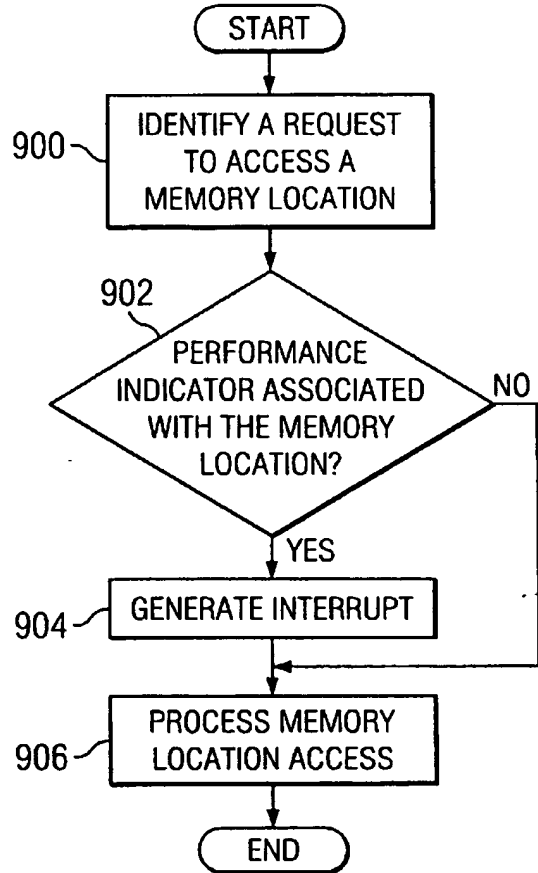 START
900
IDENTIFY A REQUEST
TO ACCESS A
MEMORY LOCATION
902
PERFORMANCE
INDICATOR ASSOCIATED
WITH THE MEMORY
LOCATION?
NO
YES
904
GENERATE INTERRUPT
906
PROCESS MEMORY
LOCATION ACCESS
END